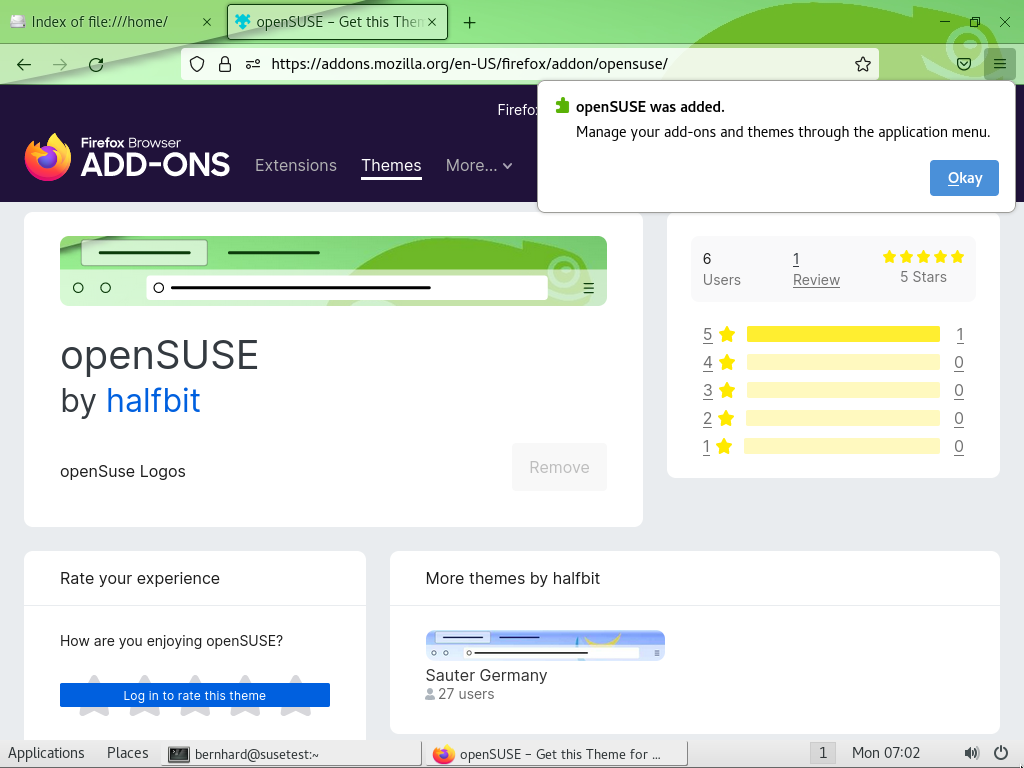 Index of file:///home/
openSUSE – Get this Them
https://addons.mozilla.org/en-US/firefox/addon/opensuse/
openSUSE was added.
Manage your add-ons and themes through the application menu.
Okay
Firefox Browser
ADD-ONS
Extensions
Themes
More...
openSUSE
by halfbit
openSuse Logos
Remove
6
Users
1
Review
5 Stars
5 1
4 0
3 0
2 0
1 0
Rate your experience
How are you enjoying openSUSE?
Log in to rate this theme
More themes by halfbit
Sauter Germany
27 users
Applications
Places
bernhard@susetest:~
openSUSE – Get this Theme for ...
1
Mon 07:02